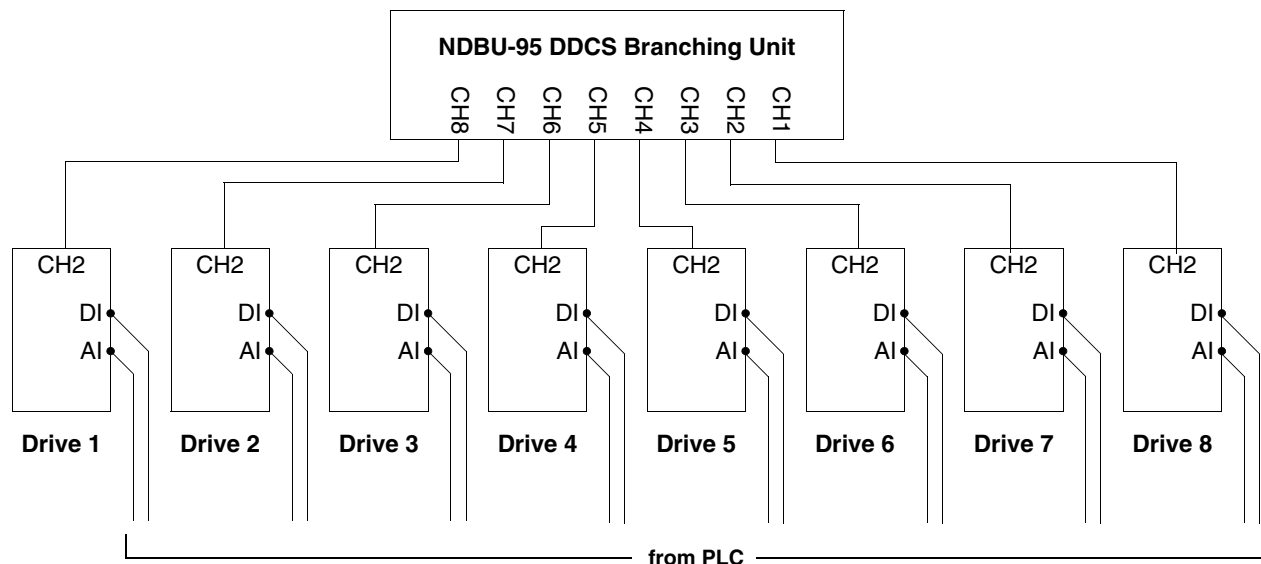 NDBU-95 DDCS Branching Unit
CH8 CH7 CH6 CH5 CH4 CH3 CH2 CH1
CH2 CH2 CH2 CH2 CH2 CH2 CH2 CH2
DI DI DI DI DI DI DI DI
AI AI AI AI AI AI AI AI
Drive 1 Drive 2 Drive 3 Drive 4 Drive 5 Drive 6 Drive 7 Drive 8
from PLC